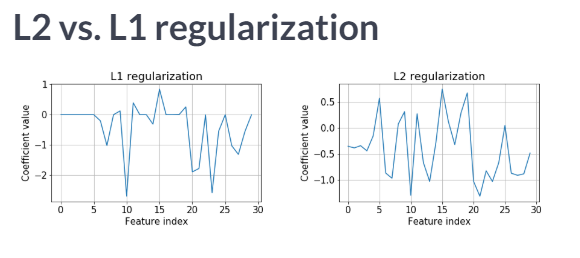 L2 vs. L1 regularization
L1 regularization
1
0
−1
−2
Coefficient value
0 5 10 15 20 25 30
Feature index
L2 regularization
0.5
0.0
−0.5
−1.0
Coefficient value
0 5 10 15 20 25 30
Feature index